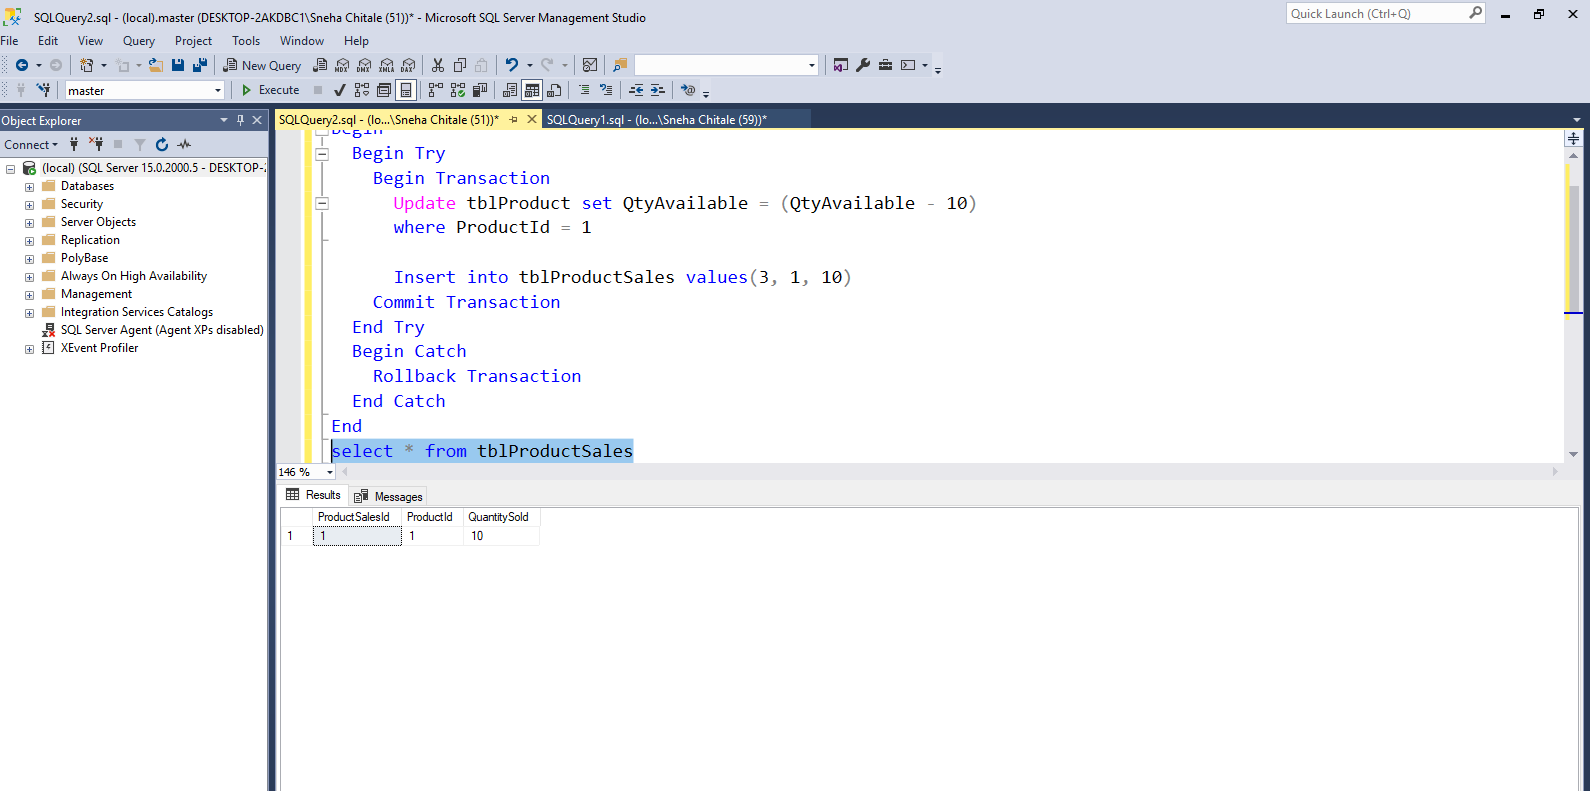 SQLQuery2.sql - (local).master (DESKTOP-2AKDBC1\Sneha Chitale (51))* - Microsoft SQL Server Management Studio
Quick Launch (Ctrl+Q)
File Edit View Query Project Tools Window Help
New Query
MDX DMX XMLA DAX
master
Execute
Object Explorer
SQLQuery2.sql - (lo...\Sneha Chitale (51))*
SQLQuery1.sql - (lo...\Sneha Chitale (59))*
Connect
(local) (SQL Server 15.0.2000.5 - DESKTOP-2
Databases
Security
Server Objects
Replication
PolyBase
Always On High Availability
Management
Integration Services Catalogs
SQL Server Agent (Agent XPs disabled)
XEvent Profiler
Begin
Begin Try
Begin Transaction
Update tblProduct set QtyAvailable = (QtyAvailable - 10)
where ProductId = 1
Insert into tblProductSales values(3, 1, 10)
Commit Transaction
End Try
Begin Catch
Rollback Transaction
End Catch
End
select * from tblProductSales
146 %
Results Messages
ProductSalesId ProductId QuantitySold
1 1 1 10